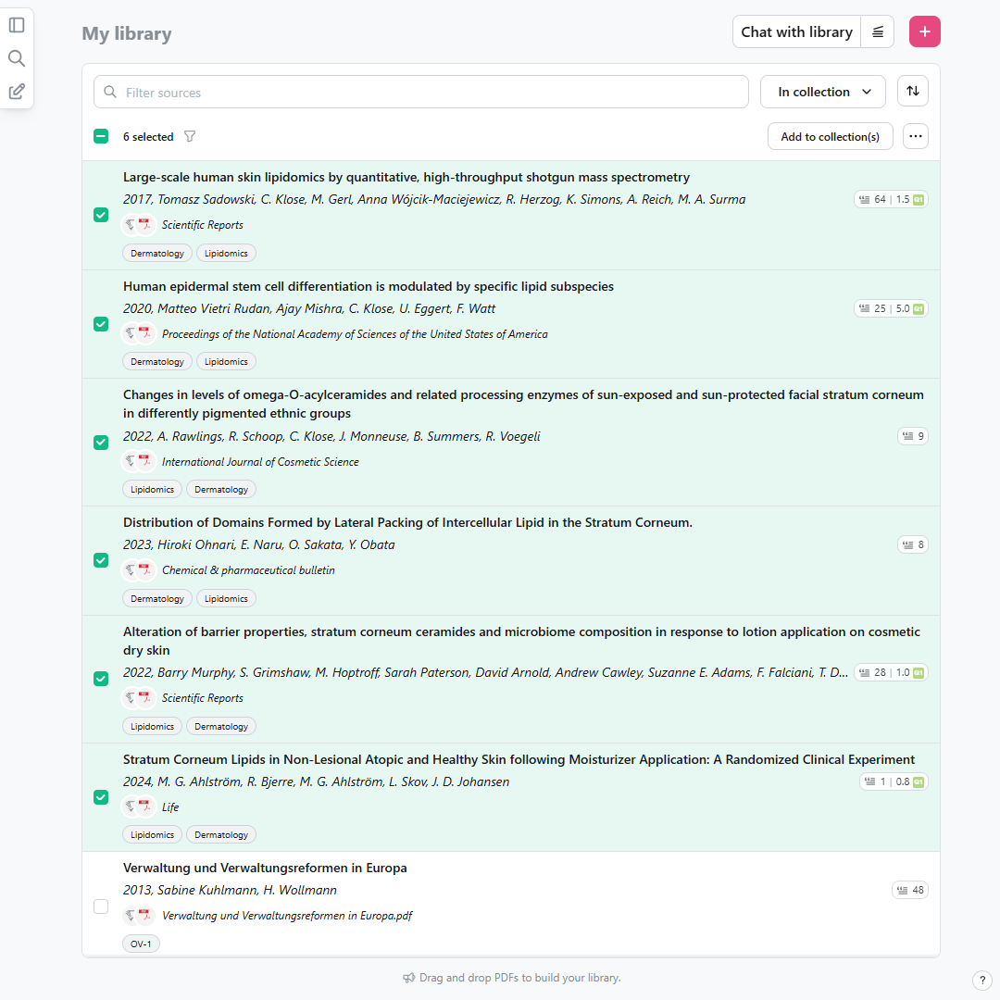 My library
Chat with library
Filter sources
In collection
6 selected
Add to collection(s)
Large-scale human skin lipidomics by quantitative, high-throughput shotgun mass spectrometry
2017, Tomasz Sadowski, C. Klose, M. Gerl, Anna Wójcik-Maciejewicz, R. Herzog, K. Simons, A. Reich, M. A. Surma
64 | 1.5 Q1
Scientific Reports
Dermatology Lipidomics
Human epidermal stem cell differentiation is modulated by specific lipid subspecies
2020, Matteo Vietri Rudan, Ajay Mishra, C. Klose, U. Eggert, F. Watt
25 | 5.0 Q1
Proceedings of the National Academy of Sciences of the United States of America
Dermatology Lipidomics
Changes in levels of omega-O-acylceramides and related processing enzymes of sun-exposed and sun-protected facial stratum corneum
in differently pigmented ethnic groups
2022, A. Rawlings, R. Schoop, C. Klose, J. Monneuse, B. Summers, R. Voegeli
9
International Journal of Cosmetic Science
Lipidomics Dermatology
Distribution of Domains Formed by Lateral Packing of Intercellular Lipid in the Stratum Corneum.
2023, Hiroki Ohnari, E. Naru, O. Sakata, Y. Obata
8
Chemical & pharmaceutical bulletin
Dermatology Lipidomics
Alteration of barrier properties, stratum corneum ceramides and microbiome composition in response to lotion application on cosmetic
dry skin
2022, Barry Murphy, S. Grimshaw, M. Hoptroff, Sarah Paterson, David Arnold, Andrew Cawley, Suzanne E. Adams, F. Falciani, T. D...
28 | 1.0 Q1
Scientific Reports
Lipidomics Dermatology
Stratum Corneum Lipids in Non-Lesional Atopic and Healthy Skin following Moisturizer Application: A Randomized Clinical Experiment
2024, M. G. Ahlström, R. Bjerre, M. G. Ahlström, L. Skov, J. D. Johansen
1 | 0.8 Q1
Life
Lipidomics Dermatology
Verwaltung und Verwaltungsreformen in Europa
2013, Sabine Kuhlmann, H. Wollmann
48
Verwaltung und Verwaltungsreformen in Europa.pdf
OV-1
Drag and drop PDFs to build your library.
?